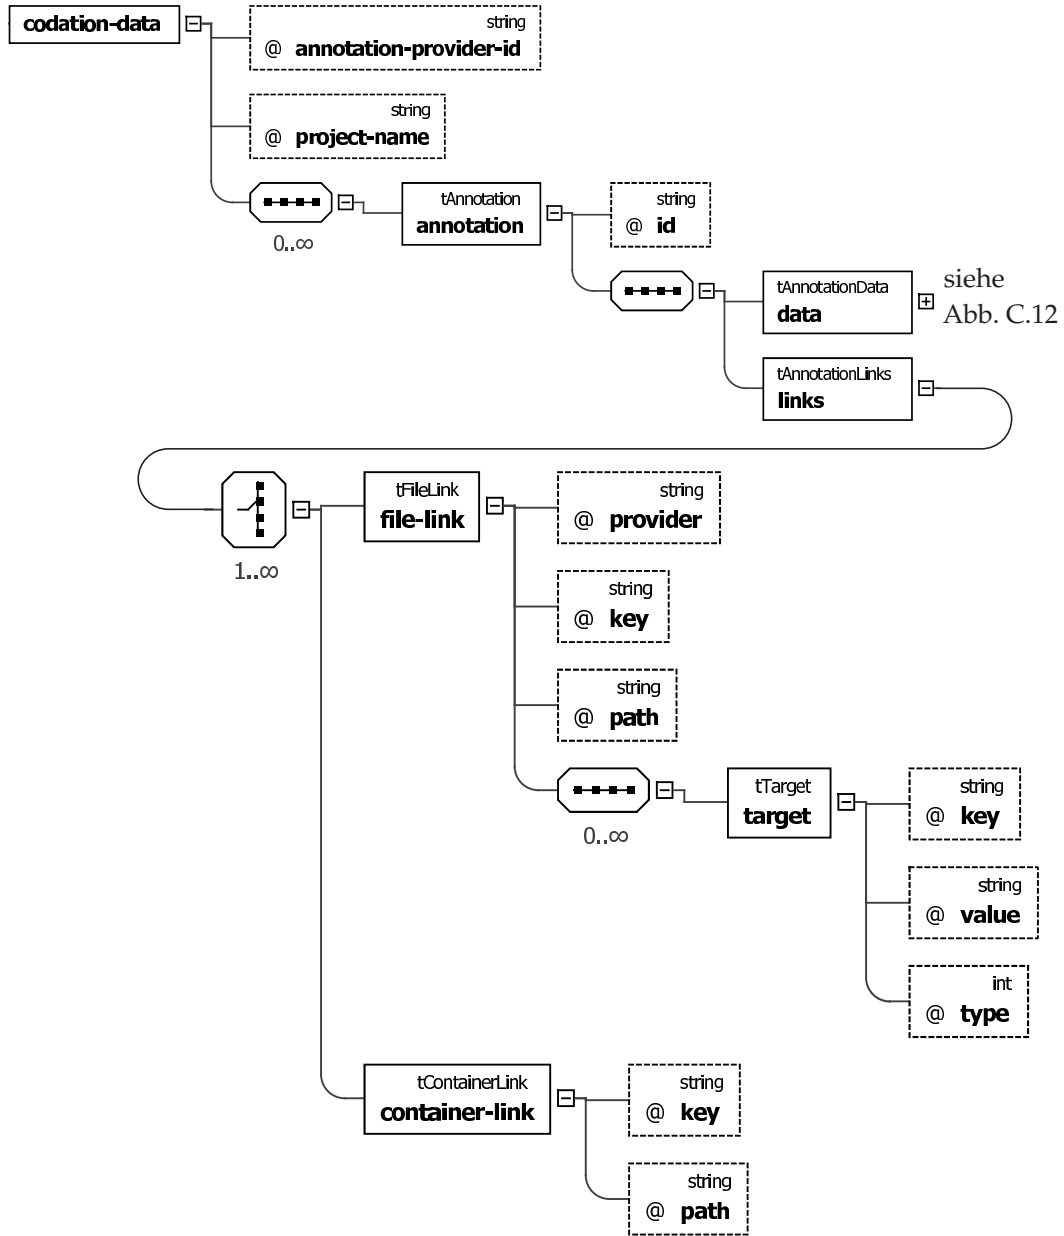 codation-data
string
@ annotation-provider-id
string
@ project-name
0..∞
tAnnotation
annotation
string
@ id
tAnnotationData
data
siehe
Abb. C.12
tAnnotationLinks
links
1..∞
tFileLink
file-link
string
@ provider
string
@ key
string
@ path
0..∞
tTarget
target
string
@ key
string
@ value
int
@ type
tContainerLink
container-link
string
@ key
string
@ path